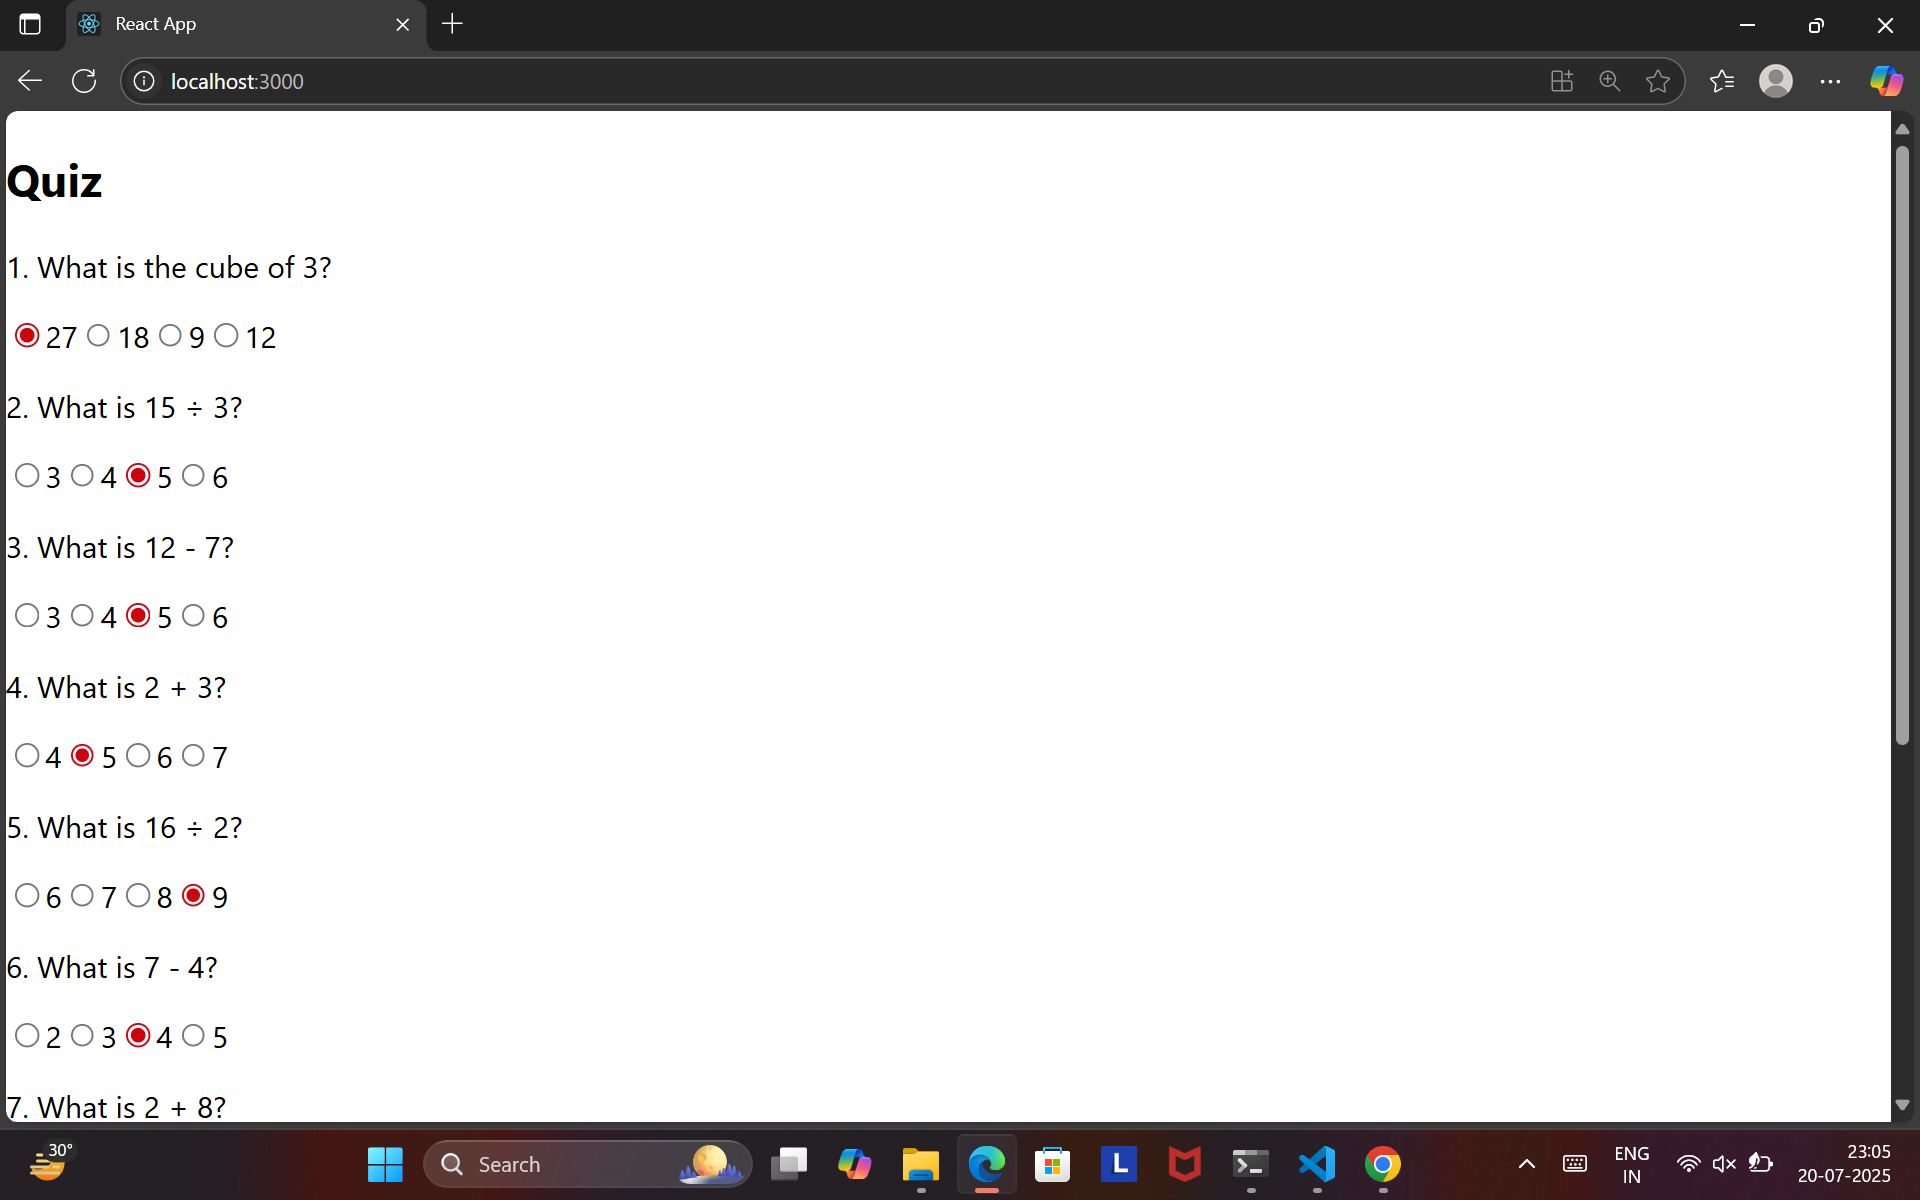 React App
localhost:3000
Quiz
1. What is the cube of 3?
27 18 9 12
2. What is 15 ÷ 3?
3 4 5 6
3. What is 12 - 7?
3 4 5 6
4. What is 2 + 3?
4 5 6 7
5. What is 16 ÷ 2?
6 7 8 9
6. What is 7 - 4?
2 3 4 5
7. What is 2 + 8?
30°
Search
L
ENG
IN
23:05
20-07-2025